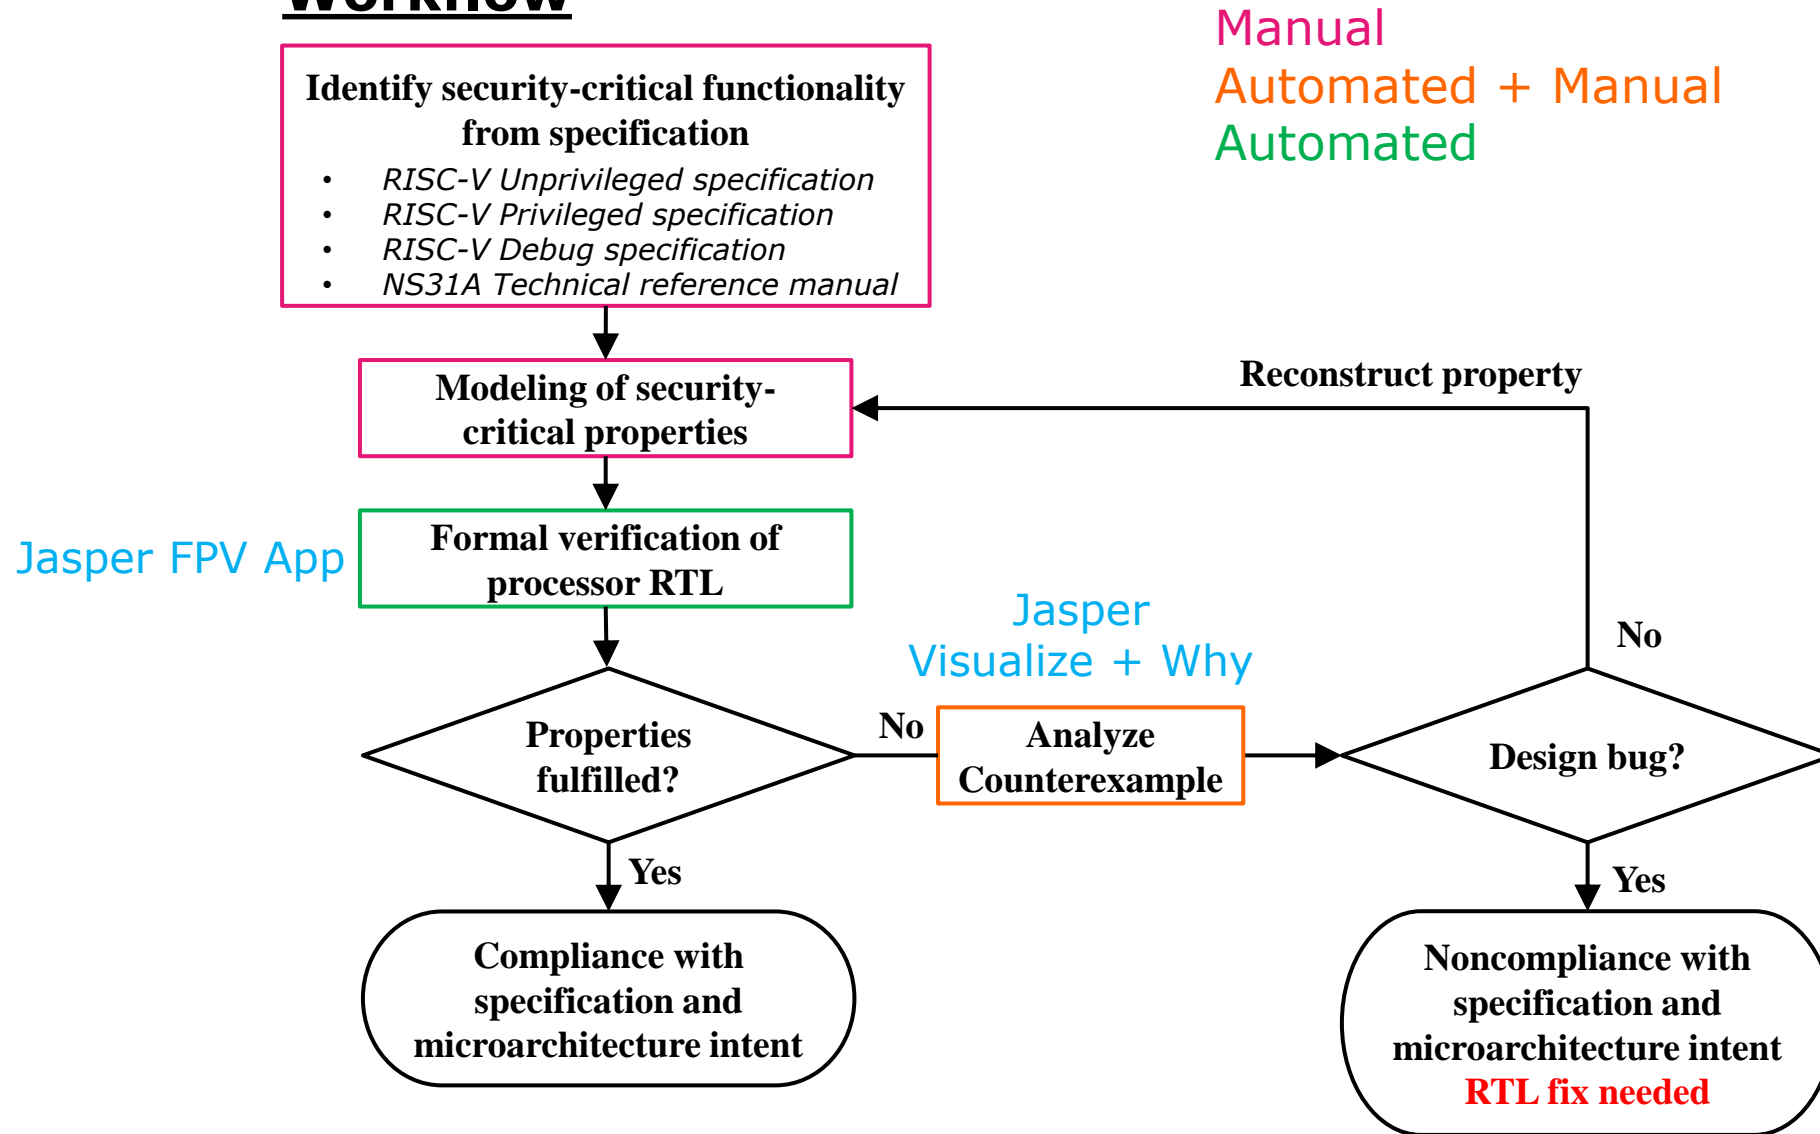 Workflow
Manual
Automated + Manual
Automated
Identify security-critical functionality
from specification
• RISC-V Unprivileged specification
• RISC-V Privileged specification
• RISC-V Debug specification
• NS31A Technical reference manual
Modeling of security-
critical properties
Reconstruct property
Jasper FPV App
Formal verification of
processor RTL
Jasper
Visualize + Why
No
Properties
fulfilled?
No
Analyze
Counterexample
Design bug?
Yes
Yes
Compliance with
specification and
microarchitecture intent
Noncompliance with
specification and
microarchitecture intent
RTL fix needed